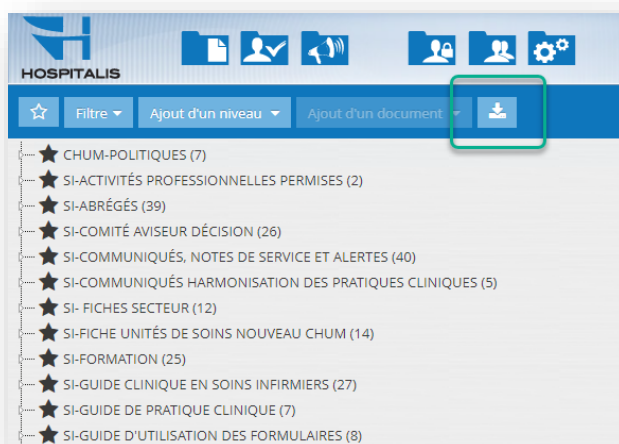 HOSPITALIS
Filtre Ajout d'un niveau Ajout d'un document
CHUM-POLITIQUES (7)
SI-ACTIVITÉS PROFESSIONNELLES PERMISES (2)
SI-ABRÉGÉS (39)
SI-COMITÉ AVISEUR DÉCISION (26)
SI-COMMUNIQUÉS, NOTES DE SERVICE ET ALERTES (40)
SI-COMMUNIQUÉS HARMONISATION DES PRATIQUES CLINIQUES (5)
SI- FICHES SECTEUR (12)
SI-FICHE UNITÉS DE SOINS NOUVEAU CHUM (14)
SI-FORMATION (25)
SI-GUIDE CLINIQUE EN SOINS INFIRMIERS (27)
SI-GUIDE DE PRATIQUE CLINIQUE (7)
SI-GUIDE D'UTILISATION DES FORMULAIRES (8)